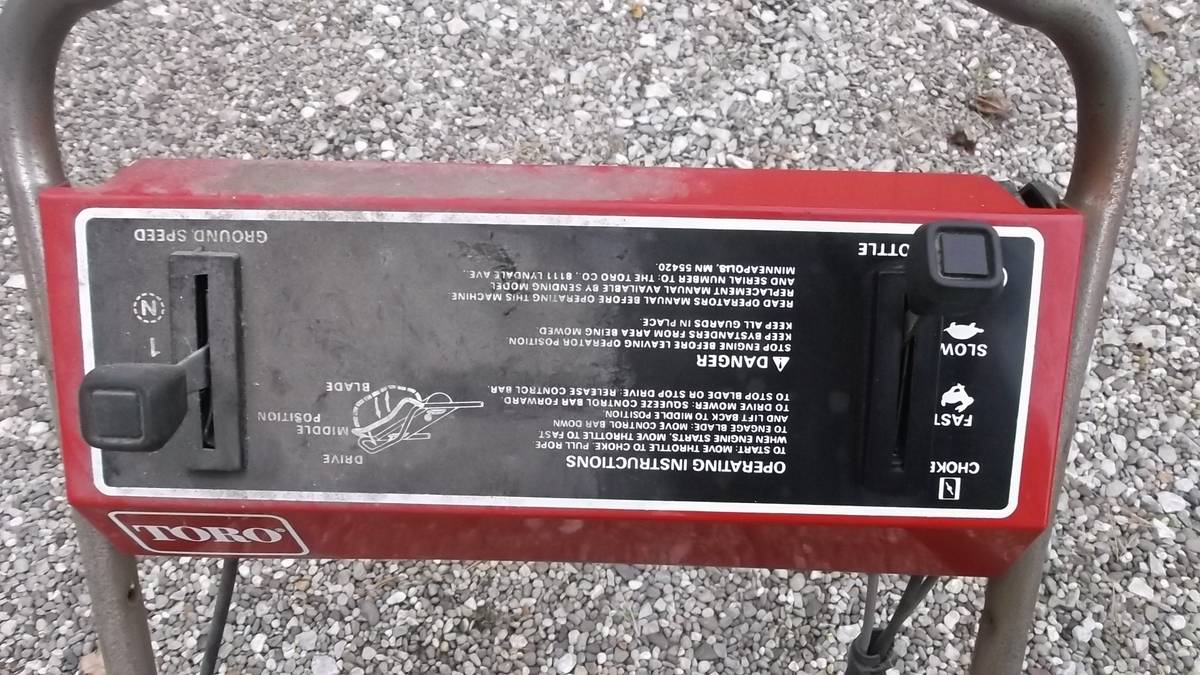 TORO
CHOKE
FAST
SLOW
OTTLE
OPERATING INSTRUCTIONS
TO START: MOVE THROTTLE TO CHOKE. PULL ROPE
WHEN ENGINE STARTS, MOVE THROTTLE TO FAST.
TO ENGAGE BLADE: MOVE CONTROL BAR DOWN
AND LIFT BACK TO MIDDLE POSITION.
TO DRIVE MOWER: SQUEEZE CONTROL BAR FORWARD.
TO STOP BLADE OR STOP DRIVE: RELEASE CONTROL BAR.
DANGER
STOP ENGINE BEFORE LEAVING OPERATOR POSITION.
KEEP BYSTANDERS FROM AREA BEING MOWED.
KEEP ALL GUARDS IN PLACE.
READ OPERATORS MANUAL BEFORE OPERATING THIS MACHINE
REPLACEMENT MANUAL AVAILABLE BY SENDING MODEL
AND SERIAL NUMBER TO: THE TORO CO., 8111 LYNDALE AVE.,
MINNEAPOLIS, MN 55420.
DRIVE
MIDDLE
POSITION
BLADE
1
N
GROUND SPEED